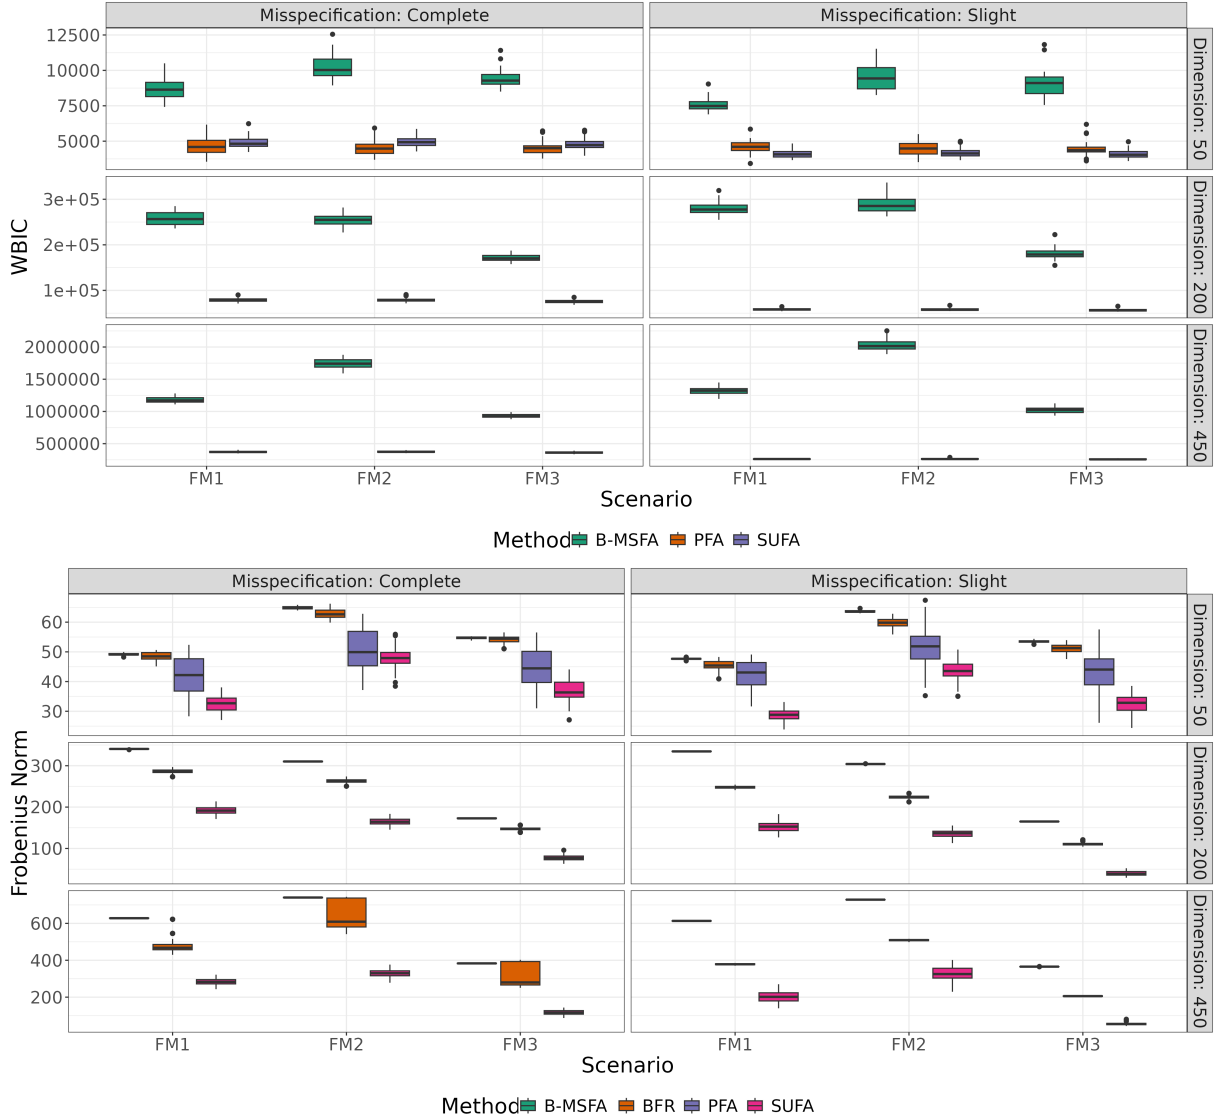 Misspecification: Complete
Misspecification: Slight
12500
10000
7500
5000
Dimension: 50
3e+05
2e+05
1e+05
Dimension: 200
2000000
1500000
1000000
500000
Dimension: 450
WBIC
FM1 FM2 FM3
FM1 FM2 FM3
Scenario
Method B-MSFA PFA SUFA
Misspecification: Complete
Misspecification: Slight
60
50
40
30
Dimension: 50
300
200
100
Dimension: 200
600
400
200
Dimension: 450
Frobenius Norm
FM1 FM2 FM3
FM1 FM2 FM3
Scenario
Method B-MSFA BFR PFA SUFA